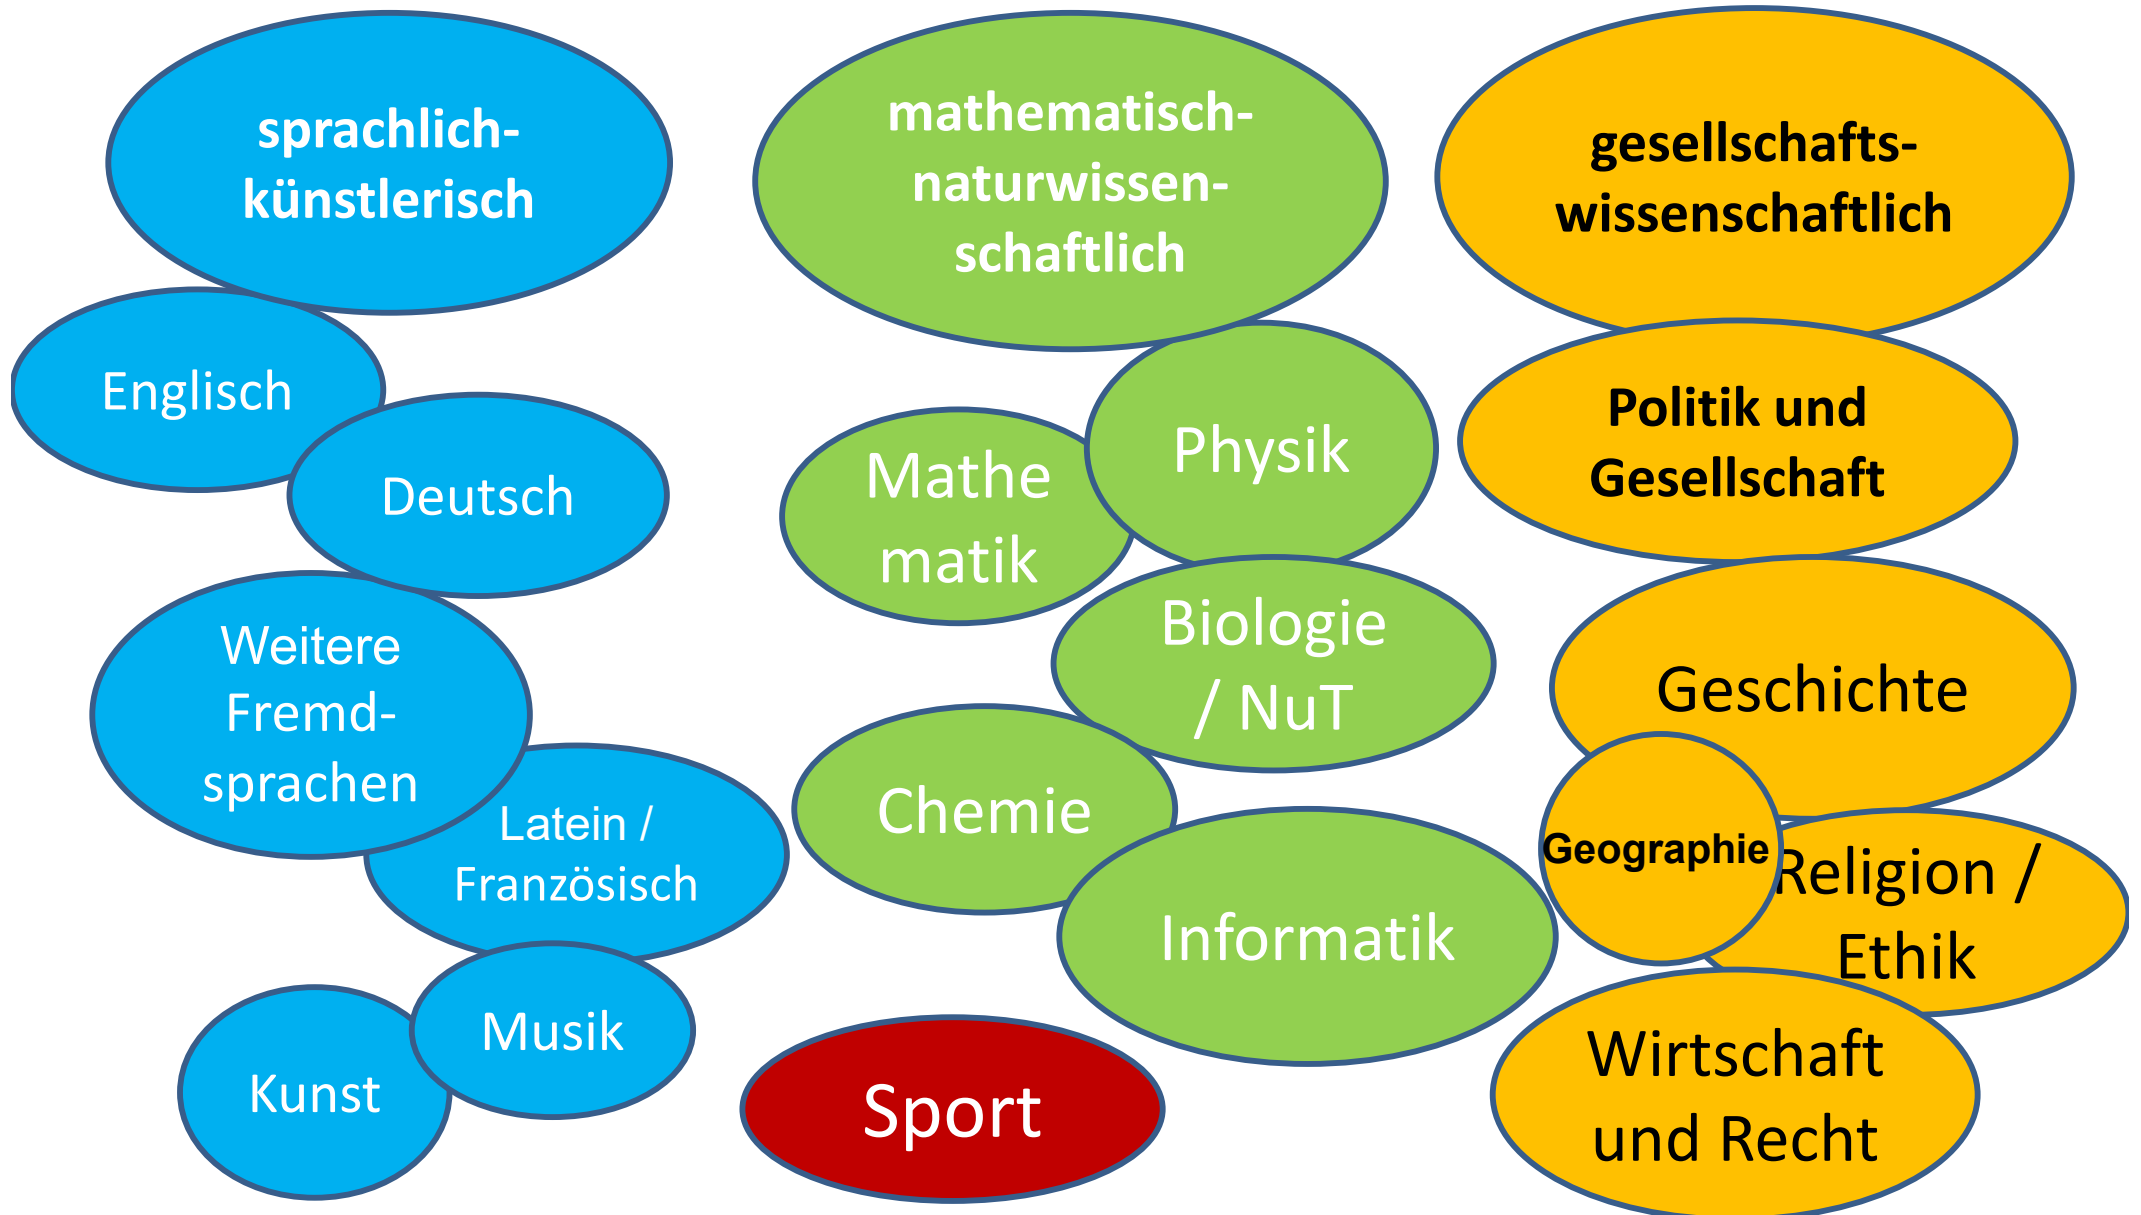 sprachlich-
künstlerisch
Englisch
Deutsch
Weitere
Fremd-
sprachen
Latein /
Französisch
Musik
Kunst
mathematisch-
naturwissen-
schaftlich
Physik
Mathe
matik
Biologie
/ NuT
Chemie
Informatik
Sport
gesellschafts-
wissenschaftlich
Politik und
Gesellschaft
Geschichte
Geographie
Religion /
Ethik
Wirtschaft
und Recht